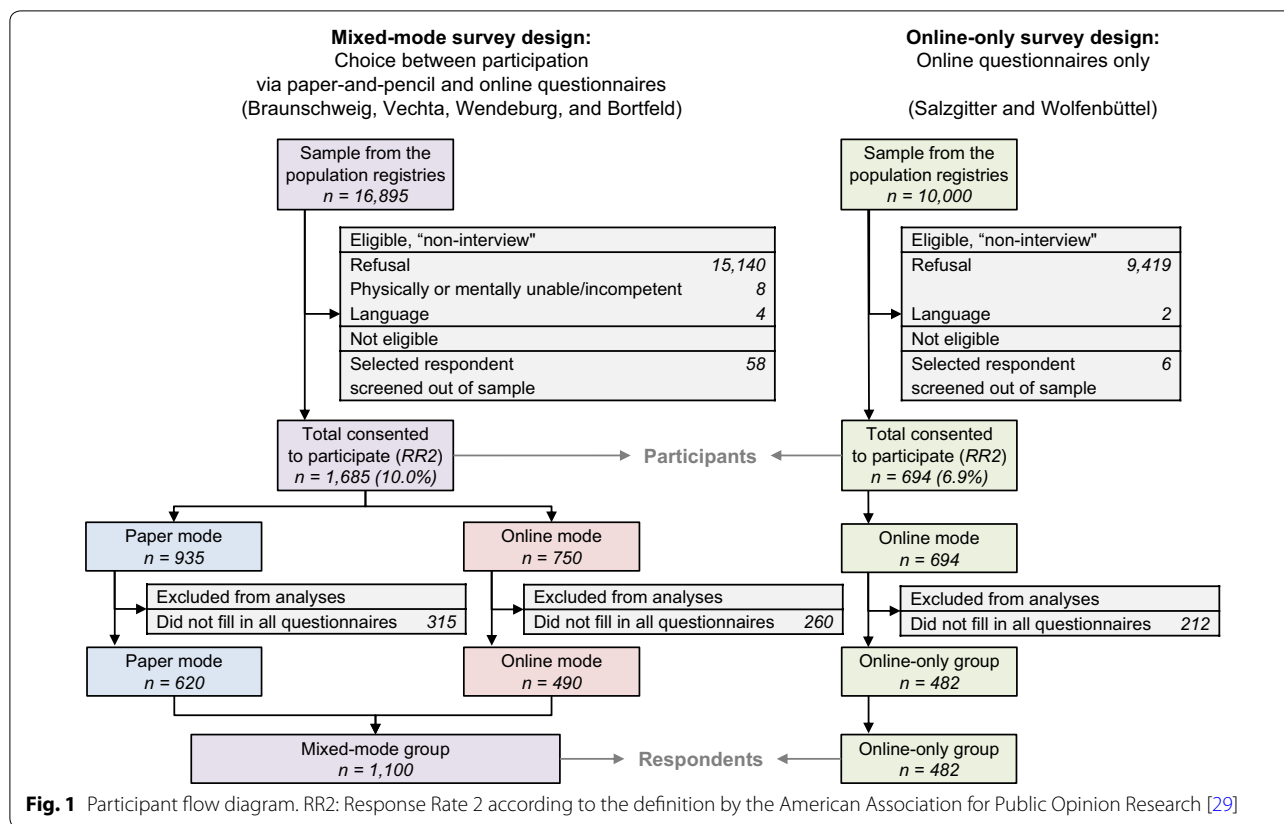 Mixed-mode survey design:
Choice between participation
via paper-and-pencil and online questionnaires
(Braunschweig, Vechta, Wendeburg, and Bortfeld)
Online-only survey design:
Online questionnaires only
(Salzgitter and Wolfenbüttel)
Sample from the
population registries
n = 16,895
Sample from the
population registries
n = 10,000
Eligible, “non-interview"
Refusal 15,140
Physically or mentally unable/incompetent 8
Language 4
Not eligible
Selected respondent 58
screened out of sample
Eligible, “non-interview"
Refusal 9,419
Language 2
Not eligible
Selected respondent 6
screened out of sample
Total consented
to participate (RR2)
n = 1,685 (10.0%)
Participants
Total consented
to participate (RR2)
n = 694 (6.9%)
Paper mode
n = 935
Online mode
n = 750
Online mode
n = 694
Excluded from analyses
Did not fill in all questionnaires 315
Excluded from analyses
Did not fill in all questionnaires 260
Excluded from analyses
Did not fill in all questionnaires 212
Paper mode
n = 620
Online mode
n = 490
Online-only group
n = 482
Mixed-mode group
n = 1,100
Respondents
Online-only group
n = 482
Fig. 1 Participant flow diagram. RR2: Response Rate 2 according to the definition by the American Association for Public Opinion Research [29]